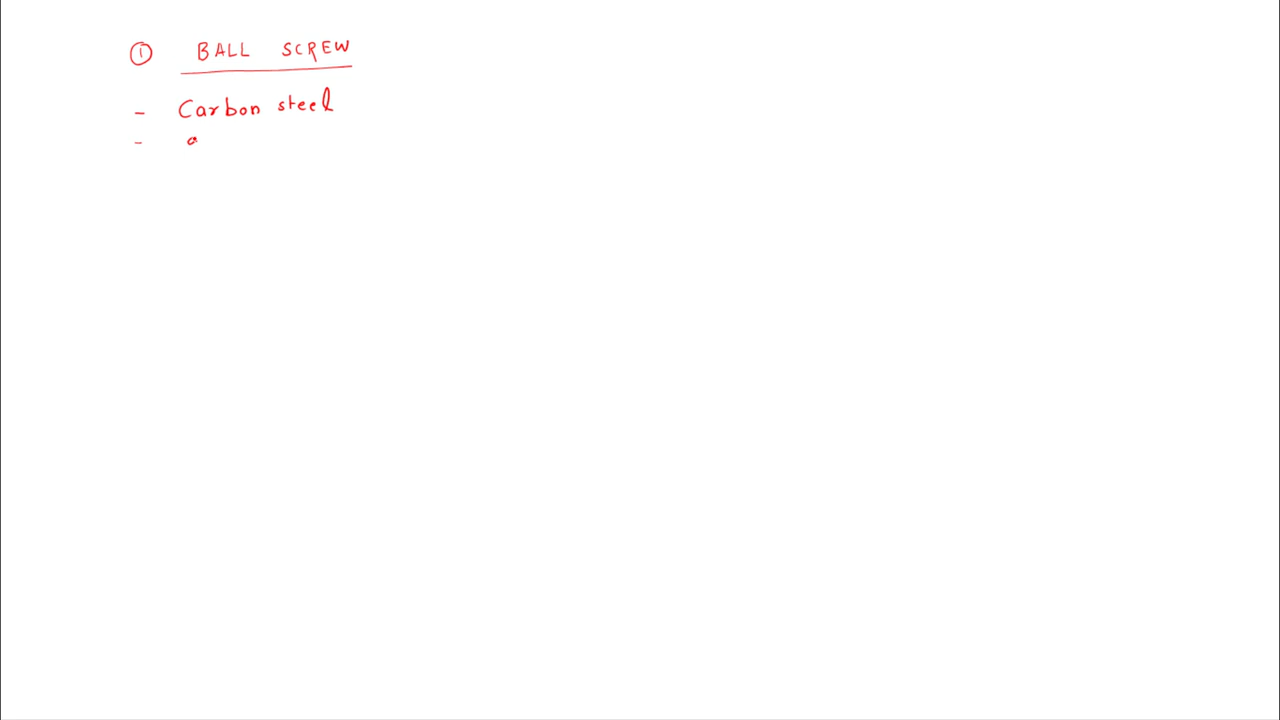 ① BALL SCREW
- Carbon steel
- a